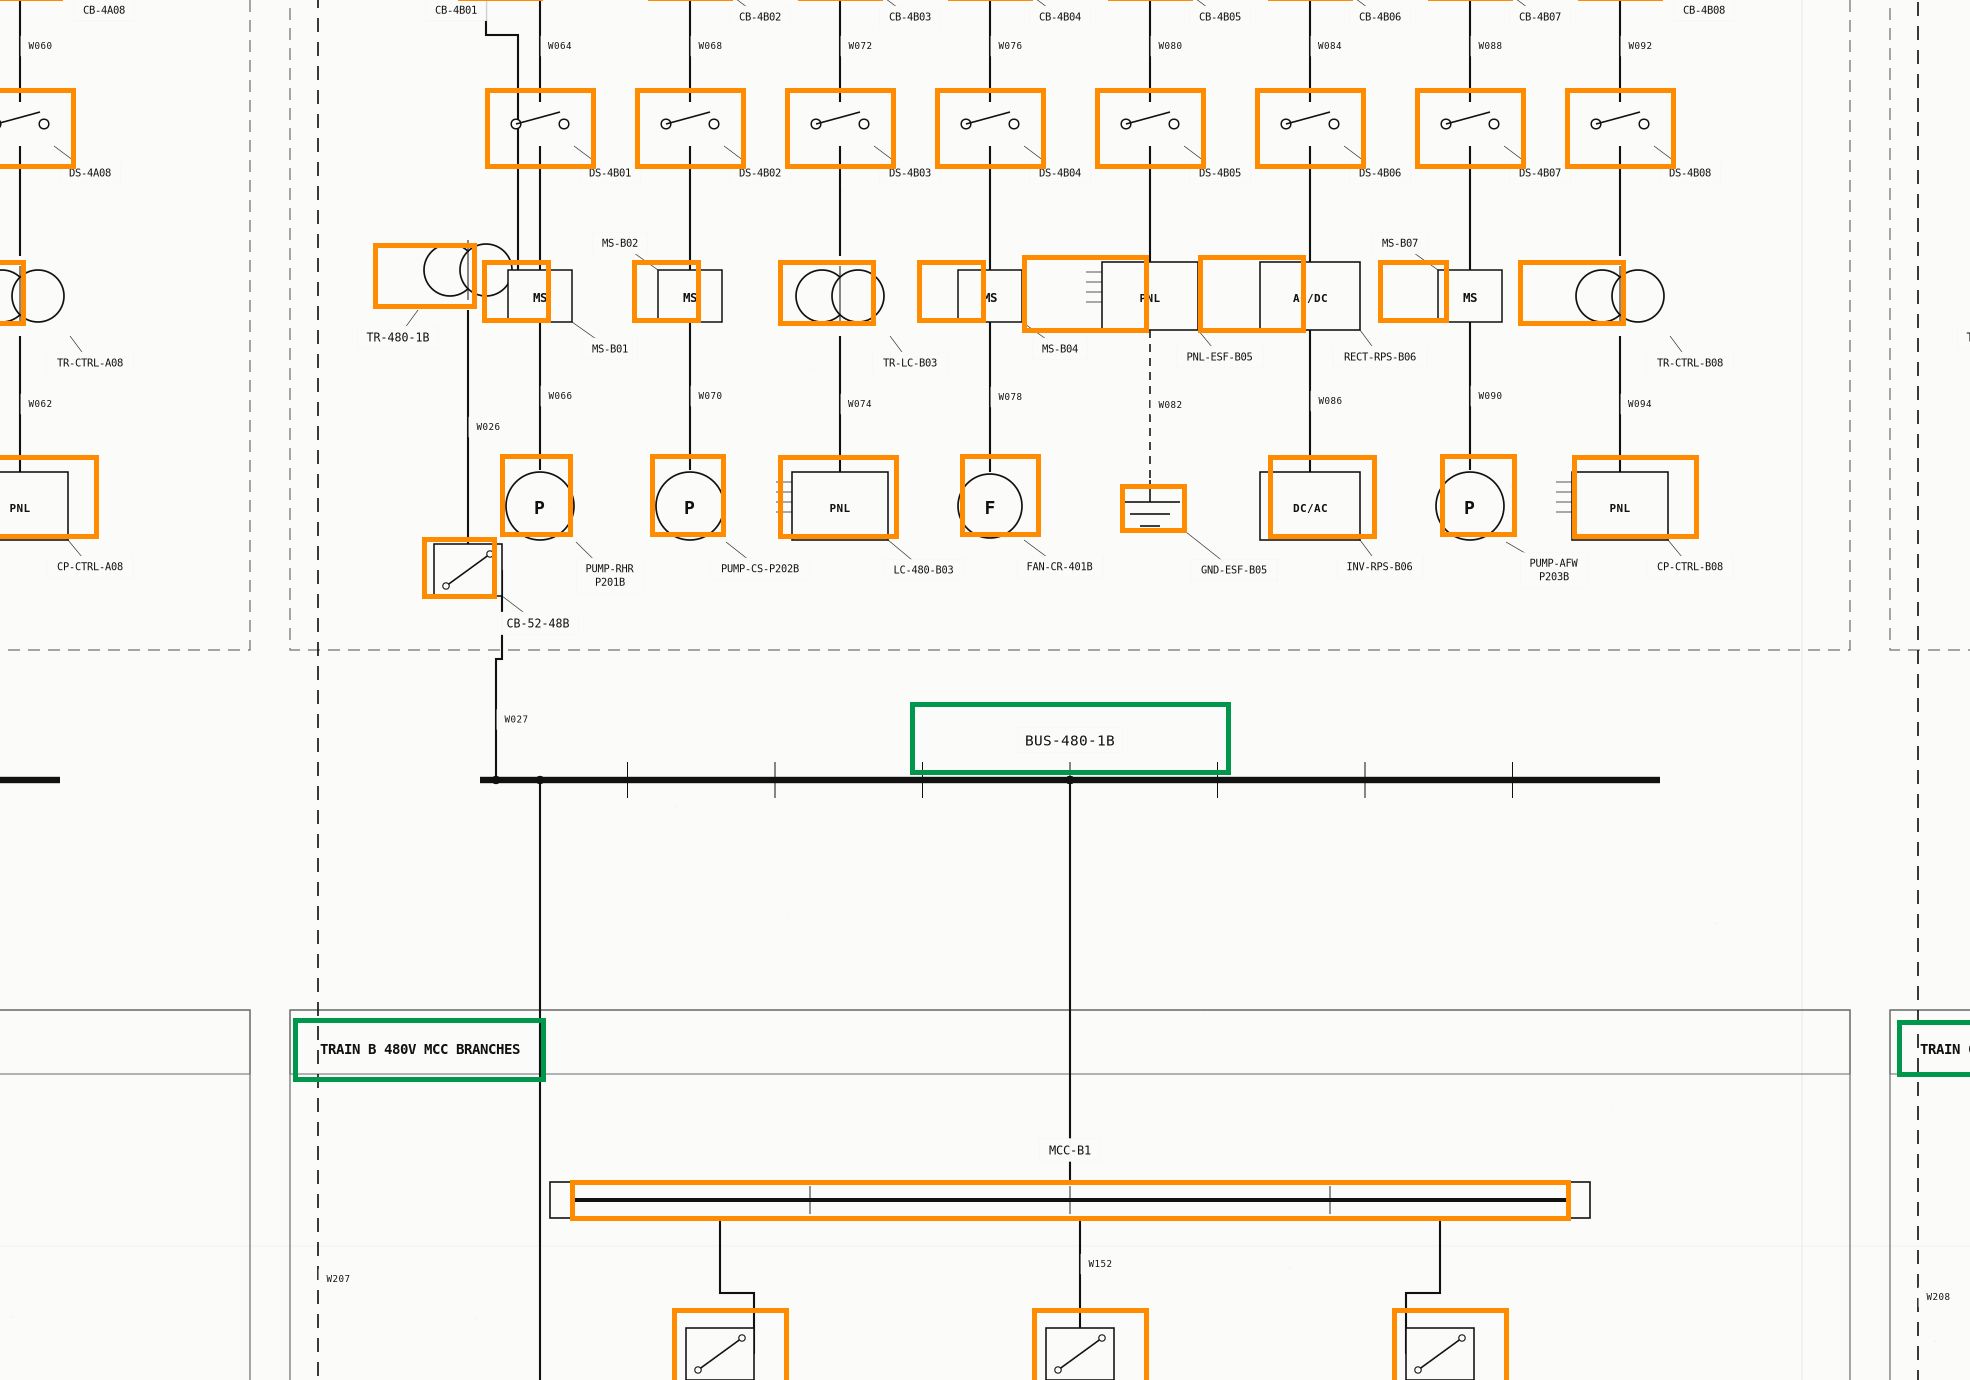 CB-4A08
CB-4B01
CB-4B02
CB-4B03
CB-4B04
CB-4B05
CB-4B06
CB-4B07
CB-4B08
W060
W064
W068
W072
W076
W080
W084
W088
W092
DS-4A08
DS-4B01
DS-4B02
DS-4B03
DS-4B04
DS-4B05
DS-4B06
DS-4B07
DS-4B08
MS-B02
MS-B07
MS
MS
MS
PNL
AC/DC
MS
TR-480-1B
MS-B01
MS-B04
PNL-ESF-B05
RECT-RPS-B06
TR-CTRL-A08
TR-LC-B03
TR-CTRL-B08
W062
W026
W066
W070
W074
W078
W082
W086
W090
W094
PNL
P
P
PNL
F
DC/AC
P
PNL
CP-CTRL-A08
PUMP-RHR
P201B
PUMP-CS-P202B
LC-480-B03
FAN-CR-401B
GND-ESF-B05
INV-RPS-B06
PUMP-AFW
P203B
CP-CTRL-B08
CB-52-48B
W027
BUS-480-1B
TRAIN B 480V MCC BRANCHES
TRAIN
MCC-B1
W152
W207
W208